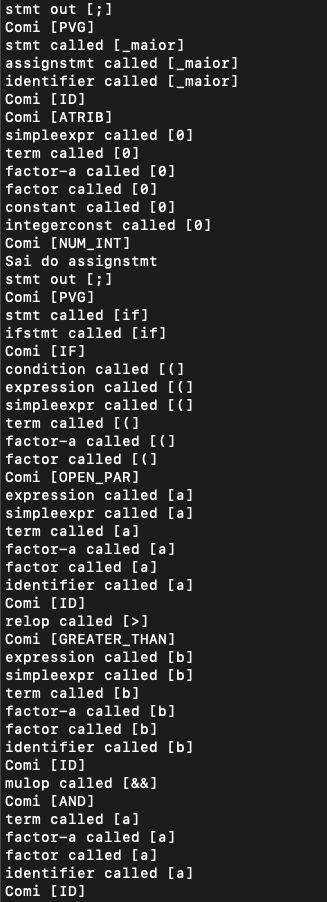 stmt out [;]
Comi [PVG]
stmt called [_maior]
assignstmt called [_maior]
identifier called [_maior]
Comi [ID]
Comi [ATRIB]
simpleexpr called [0]
term called [0]
factor-a called [0]
factor called [0]
constant called [0]
integerconst called [0]
Comi [NUM_INT]
Sai do assignstmt
stmt out [;]
Comi [PVG]
stmt called [if]
ifstmt called [if]
Comi [IF]
condition called [(]
expression called [(]
simpleexpr called [(]
term called [(]
factor-a called [(]
factor called [(]
Comi [OPEN_PAR]
expression called [a]
simpleexpr called [a]
term called [a]
factor-a called [a]
factor called [a]
identifier called [a]
Comi [ID]
relop called [>]
Comi [GREATER_THAN]
expression called [b]
simpleexpr called [b]
term called [b]
factor-a called [b]
factor called [b]
identifier called [b]
Comi [ID]
mulop called [&&]
Comi [AND]
term called [a]
factor-a called [a]
factor called [a]
identifier called [a]
Comi [ID]